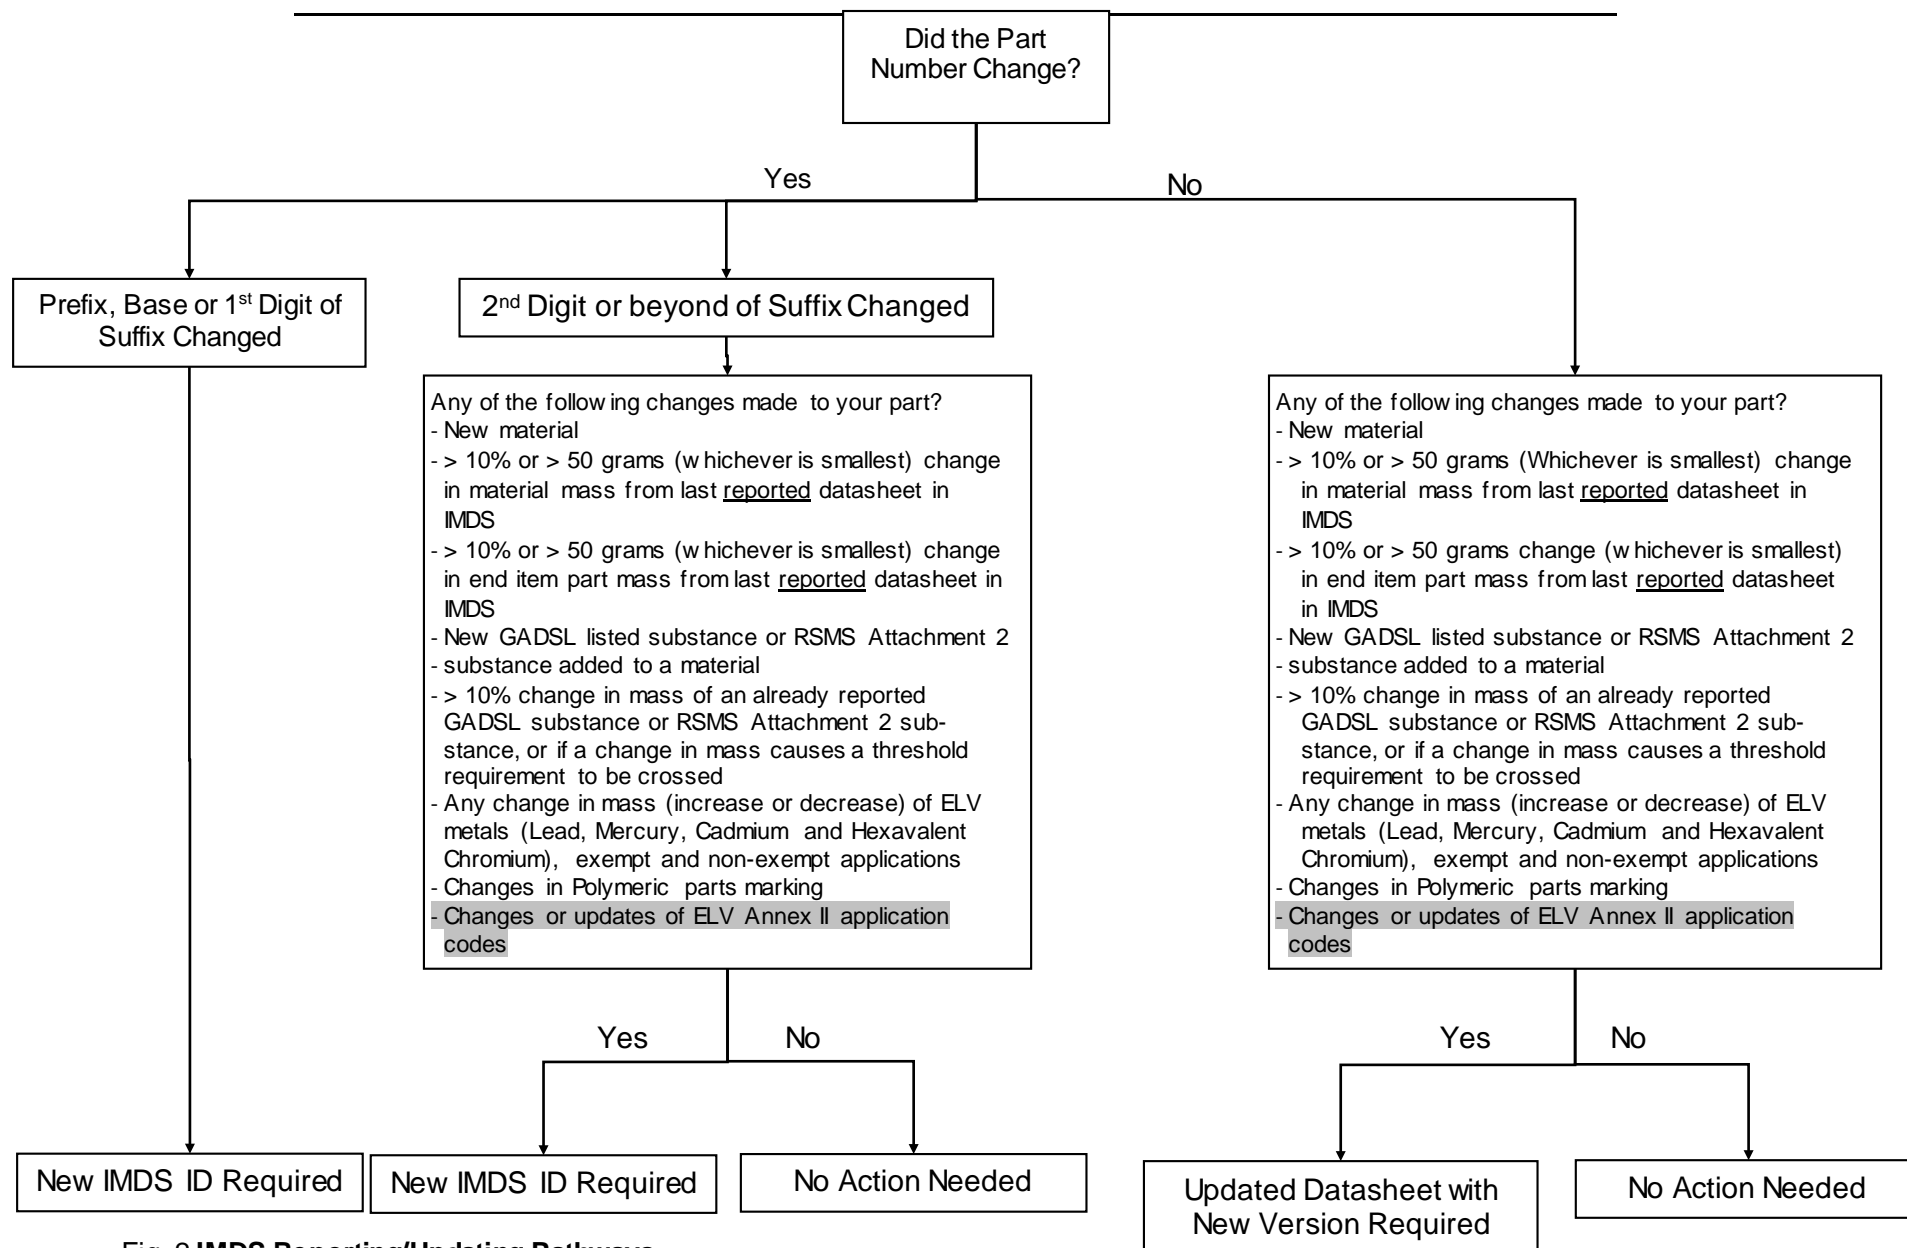 Did the Part
Number Change?
Yes
No
Prefix, Base or 1st Digit of
Suffix Changed
2nd Digit or beyond of Suffix Changed
Any of the following changes made to your part?
- New material
- > 10% or > 50 grams (whichever is smallest) change
in material mass from last reported datasheet in
IMDS
- > 10% or > 50 grams (whichever is smallest) change
in end item part mass from last reported datasheet in
IMDS
- New GADSL listed substance or RSMS Attachment 2
- substance added to a material
- > 10% change in mass of an already reported
GADSL substance or RSMS Attachment 2 sub-
stance, or if a change in mass causes a threshold
requirement to be crossed
- Any change in mass (increase or decrease) of ELV
metals (Lead, Mercury, Cadmium and Hexavalent
Chromium), exempt and non-exempt applications
- Changes in Polymeric parts marking
- Changes or updates of ELV Annex II application
codes
Any of the following changes made to your part?
- New material
- > 10% or > 50 grams (Whichever is smallest) change
in material mass from last reported datasheet in
IMDS
- > 10% or > 50 grams change (whichever is smallest)
in end item part mass from last reported datasheet
in IMDS
- New GADSL listed substance or RSMS Attachment 2
- substance added to a material
- > 10% change in mass of an already reported
GADSL substance or RSMS Attachment 2 sub-
stance, or if a change in mass causes a threshold
requirement to be crossed
- Any change in mass (increase or decrease) of ELV
metals (Lead, Mercury, Cadmium and Hexavalent
Chromium), exempt and non-exempt applications
- Changes in Polymeric parts marking
- Changes or updates of ELV Annex II application
codes
Yes
No
Yes
No
New IMDS ID Required
New IMDS ID Required
No Action Needed
Updated Datasheet with
New Version Required
No Action Needed
IMDS Reporting/Updating Pathways